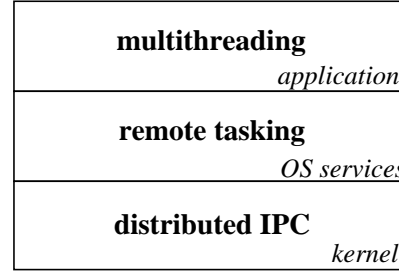 multithreading
application
remote tasking
OS services
distributed IPC
kernel